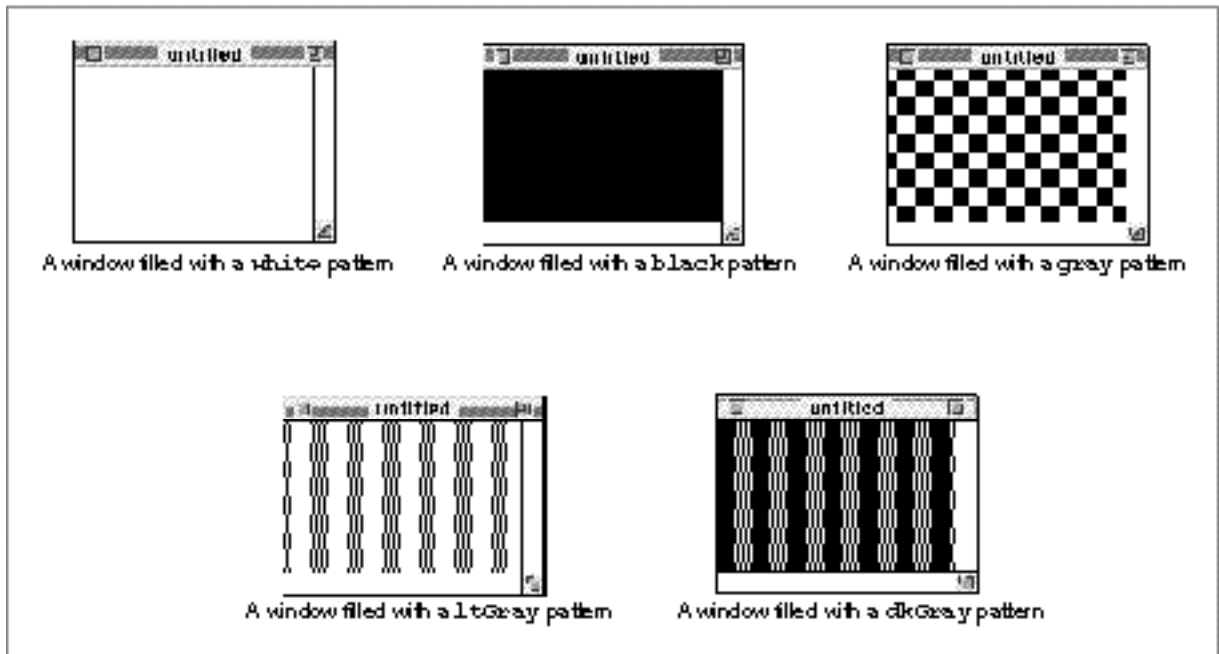 untitled
untitled
untitled
A window filled with a white pattern
A window filled with a black pattern
A window filled with a gray pattern
untitled
untitled
A window filled with a ltGray pattern
A window filled with a dkGray pattern